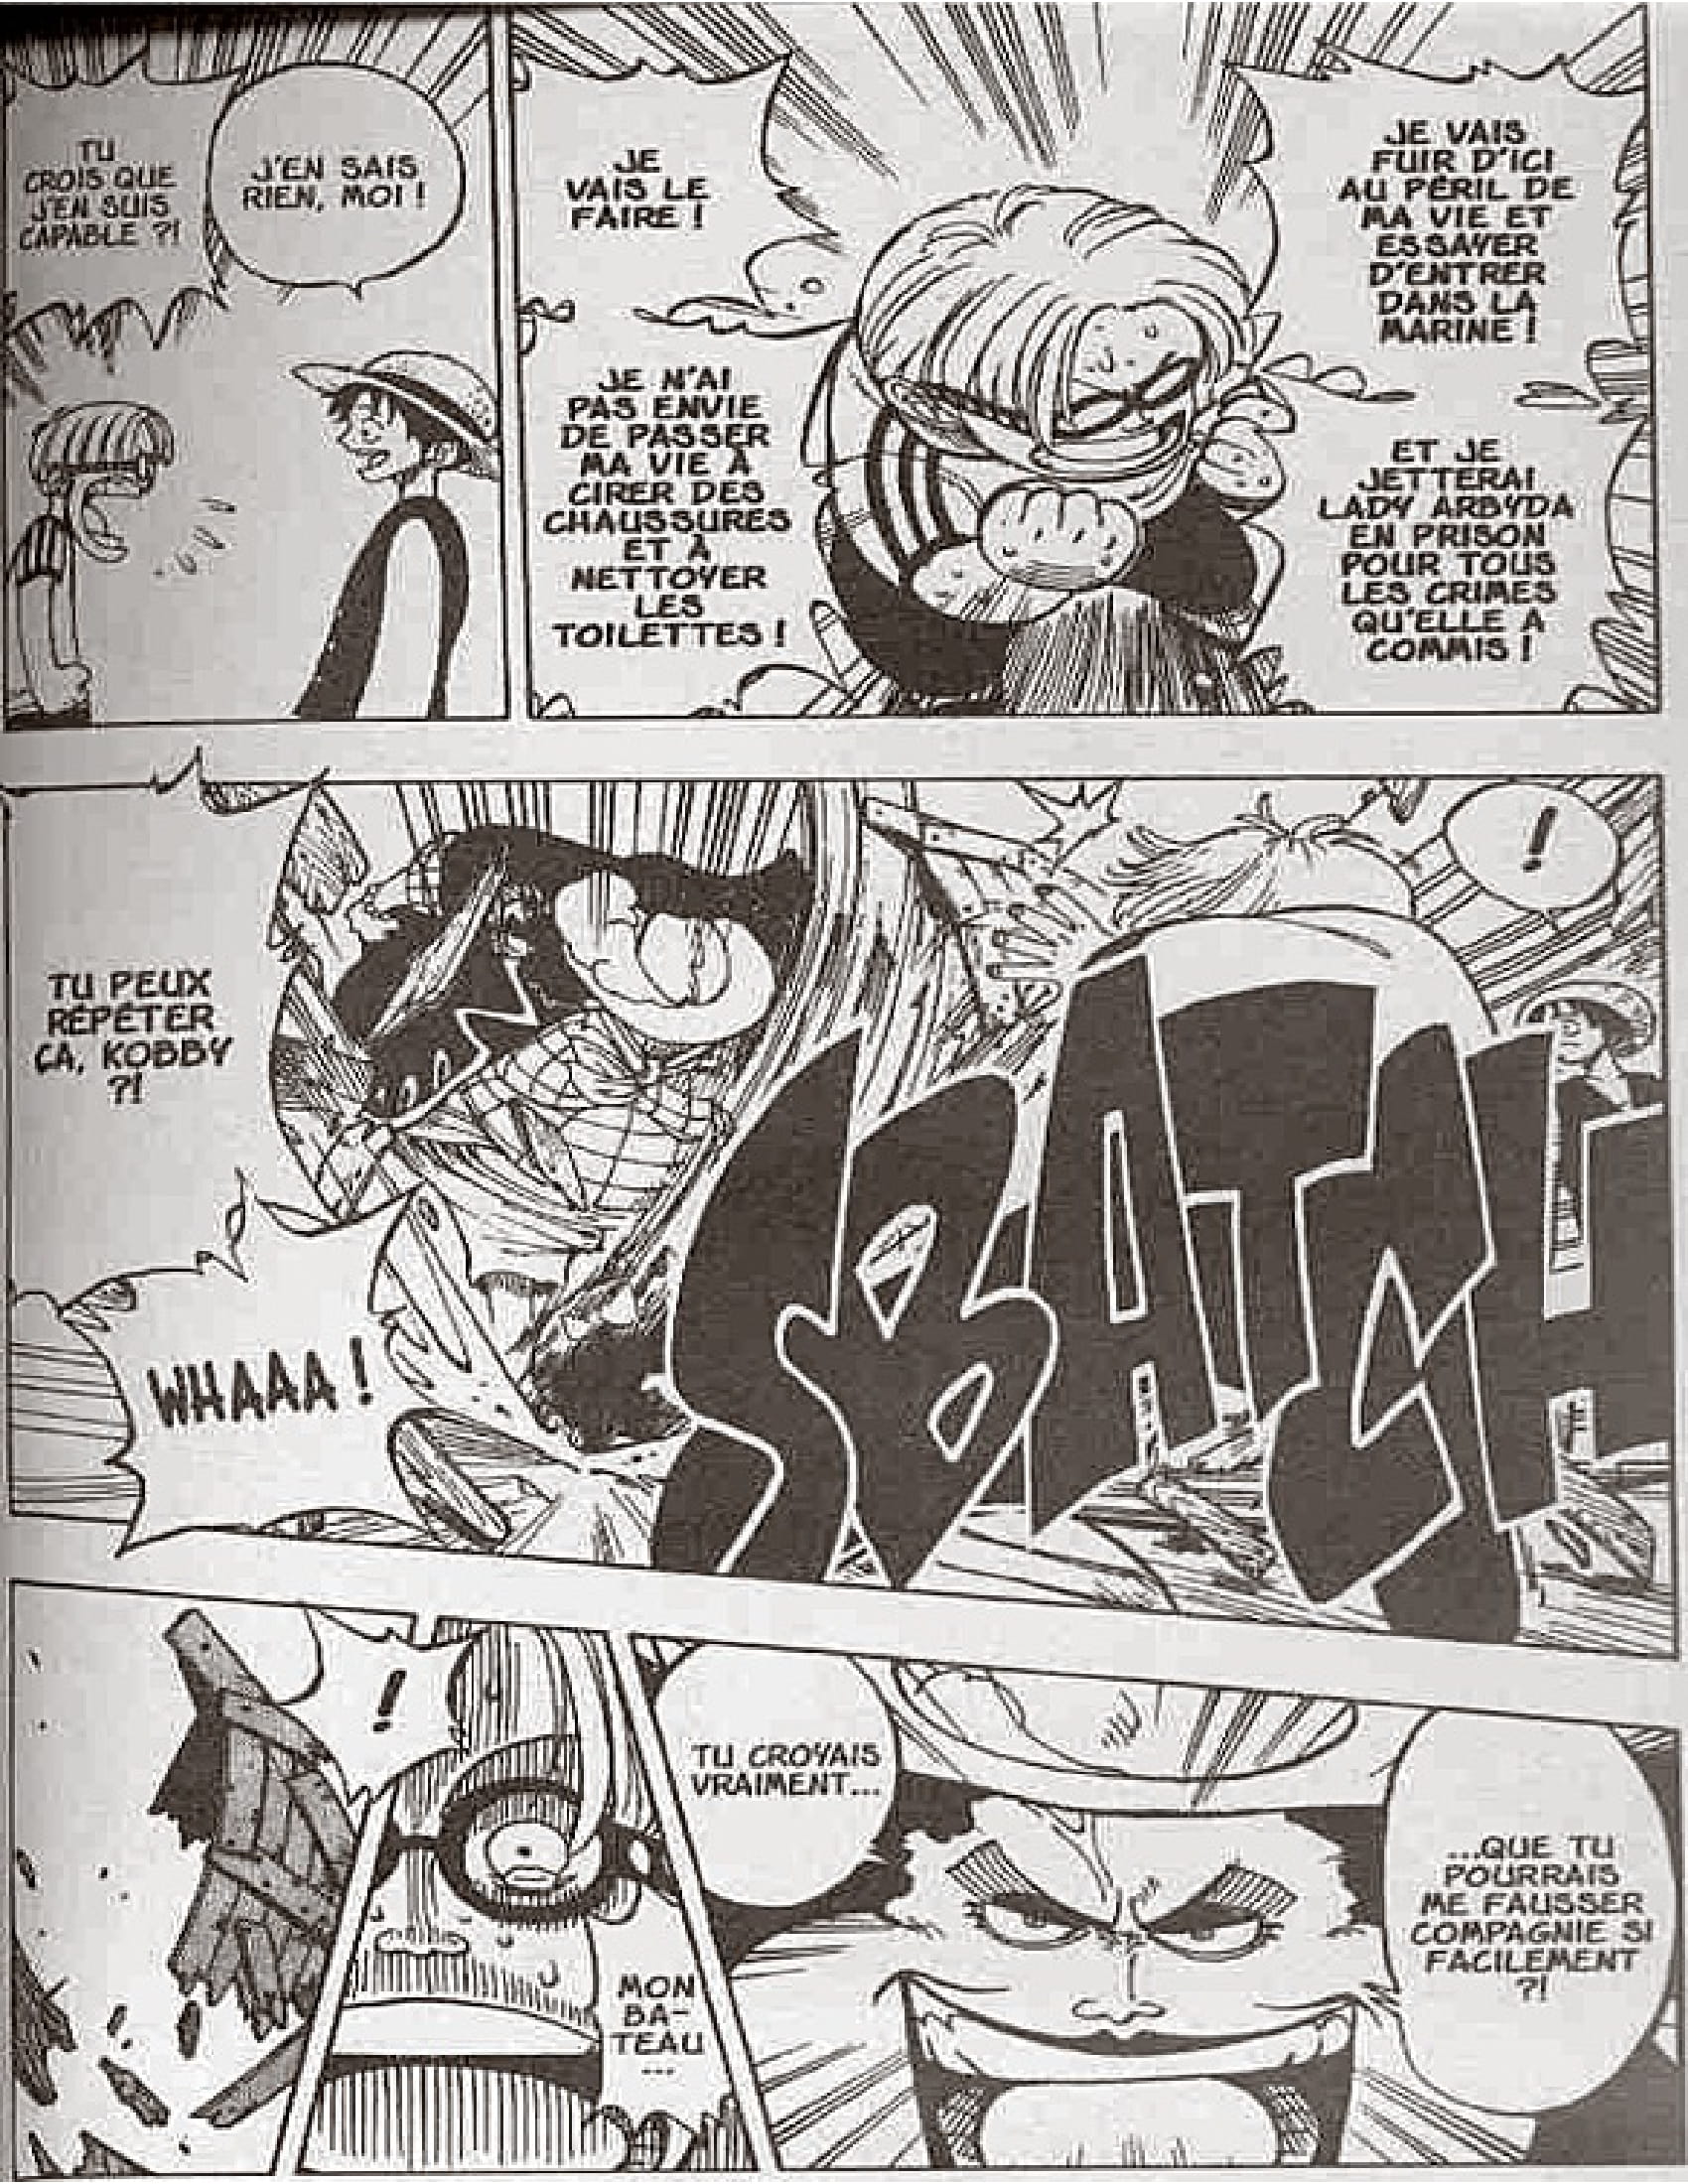 TU
CROIS QUE
J'EN SUIS
CAPABLE ?!
J'EN SAIS
RIEN, MOI !
JE
VAIS LE
FAIRE !
JE N'AI
PAS ENVIE
DE PASSER
MA VIE À
CIRER DES
CHAUSSURES
ET À
NETTOYER
LES
TOILETTES !
JE VAIS
FUIR D'ICI
AU PÉRIL DE
MA VIE ET
ESSAYER
D'ENTRER
DANS LA
MARINE !
ET JE
JETTERAI
LADY ARBYDA
EN PRISON
POUR TOUS
LES CRIMES
QU'ELLE A
COMMIS !
TU PEUX
RÉPÉTER
ÇA, KOBBY
?!
WHAAA !
SBATCH
!
!
MON
BA-
TEAU
...
TU CROYAIS
VRAIMENT...
...QUE TU
POURRAIS
ME FAUSSER
COMPAGNIE SI
FACILEMENT
?!